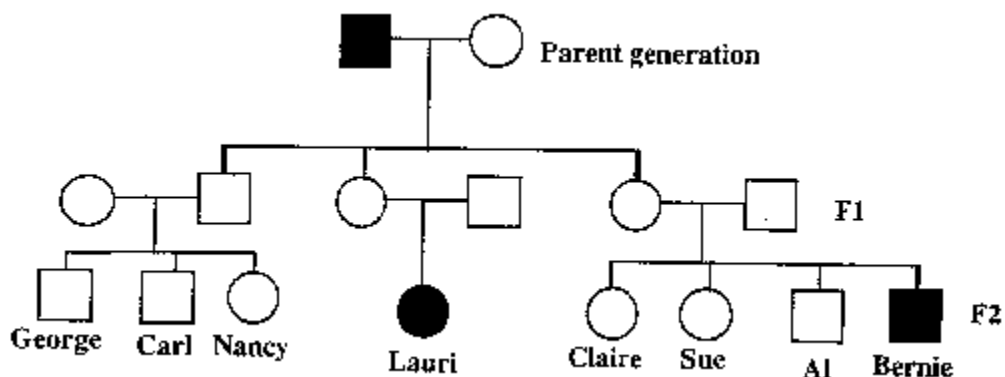 Parent generation
F1
George Carl Nancy Lauri Claire Sue Al Bernie F2